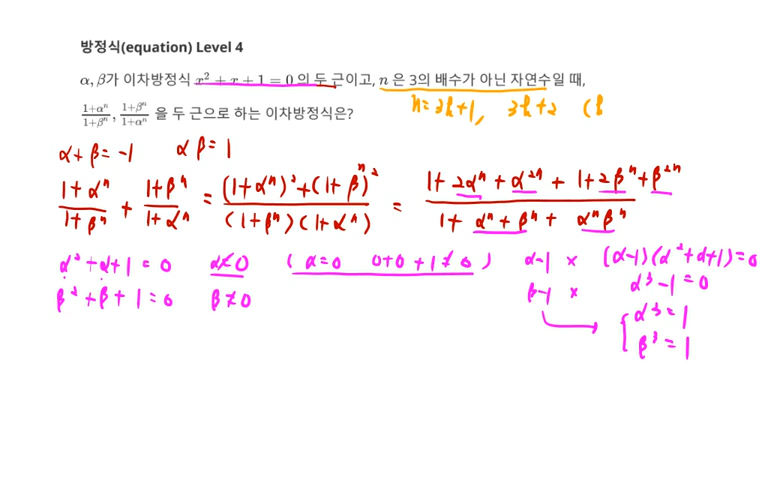 방정식(equation) Level 4
α, β가 이차방정식 x² + x + 1 = 0 의 두 근이고, n 은 3의 배수가 아닌 자연수일 때,
(1+αⁿ)/(1+βⁿ), (1+βⁿ)/(1+αⁿ) 을 두 근으로 하는 이차방정식은?
n = 3k+1, 3k+2 (k
α+β = -1 αβ = 1
(1+αⁿ)/(1+βⁿ) + (1+βⁿ)/(1+αⁿ) = ((1+αⁿ)²+(1+β)ⁿ²)/((1+βⁿ)(1+αⁿ)) = (1+2αⁿ+α²ⁿ+1+2βⁿ+β²ⁿ)/(1+αⁿ+βⁿ+αⁿβⁿ)
α²+α+1=0 α≠0 (α=0 0+0+1≠0) α-1 × (α-1)(α²+α+1)=0
β²+β+1=0 β≠0 β-1 × α³-1=0
α³=1
β³=1